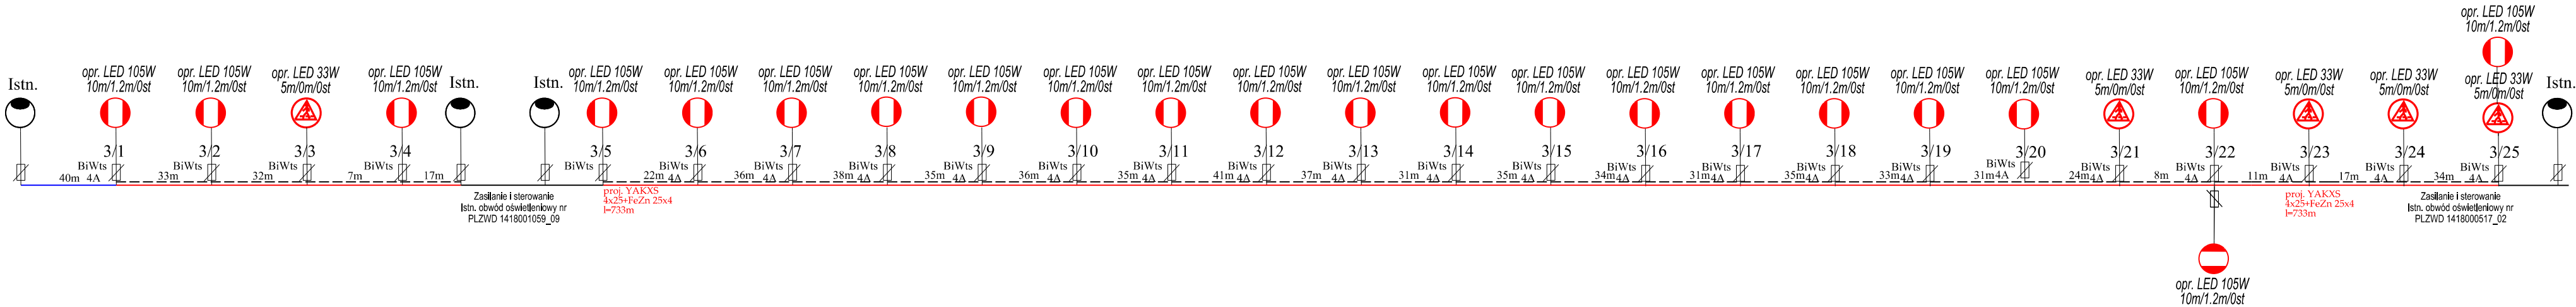 opr. LED 105W
10m/1.2m/0st
Istn.
opr. LED 105W
10m/1.2m/0st
opr. LED 105W
10m/1.2m/0st
opr. LED 33W
5m/0m/0st
opr. LED 105W
10m/1.2m/0st
Istn.
Istn.
opr. LED 105W
10m/1.2m/0st
opr. LED 105W
10m/1.2m/0st
opr. LED 105W
10m/1.2m/0st
opr. LED 105W
10m/1.2m/0st
opr. LED 105W
10m/1.2m/0st
opr. LED 105W
10m/1.2m/0st
opr. LED 105W
10m/1.2m/0st
opr. LED 105W
10m/1.2m/0st
opr. LED 105W
10m/1.2m/0st
opr. LED 105W
10m/1.2m/0st
opr. LED 105W
10m/1.2m/0st
opr. LED 105W
10m/1.2m/0st
opr. LED 105W
10m/1.2m/0st
opr. LED 105W
10m/1.2m/0st
opr. LED 105W
10m/1.2m/0st
opr. LED 105W
10m/1.2m/0st
opr. LED 33W
5m/0m/0st
opr. LED 105W
10m/1.2m/0st
opr. LED 33W
5m/0m/0st
opr. LED 33W
5m/0m/0st
opr. LED 33W
5m/0m/0st
Istn.
3/1 3/2 3/3 3/4 3/5 3/6 3/7 3/8 3/9 3/10 3/11 3/12 3/13 3/14 3/15 3/16 3/17 3/18 3/19 3/20 3/21 3/22 3/23 3/24 3/25
BiWts BiWts BiWts BiWts BiWts BiWts BiWts BiWts BiWts BiWts BiWts BiWts BiWts BiWts BiWts BiWts BiWts BiWts BiWts BiWts BiWts BiWts BiWts BiWts BiWts
40m 4A 33m 32m 7m 17m 22m 4A 36m 4A 38m 4A 35m 4A 36m 4A 35m 4A 41m 4A 37m 4A 31m 4A 35m 4A 34m 4A 31m 4A 35m 4A 33m 4A 31m 4A 24m 4A 8m 4A 11m 4A 17m 4A 34m 4A
Zasilanie i sterowanie
Istn. obwód oświetleniowy nr
PLZWD 1418001059_09
proj. YAKXS
4x25+FeZn 25x4
l=733m
proj. YAKXS
4x25+FeZn 25x4
l=733m
Zasilanie i sterowanie
Istn. obwód oświetleniowy nr
PLZWD 1418000517_02
opr. LED 105W
10m/1.2m/0st